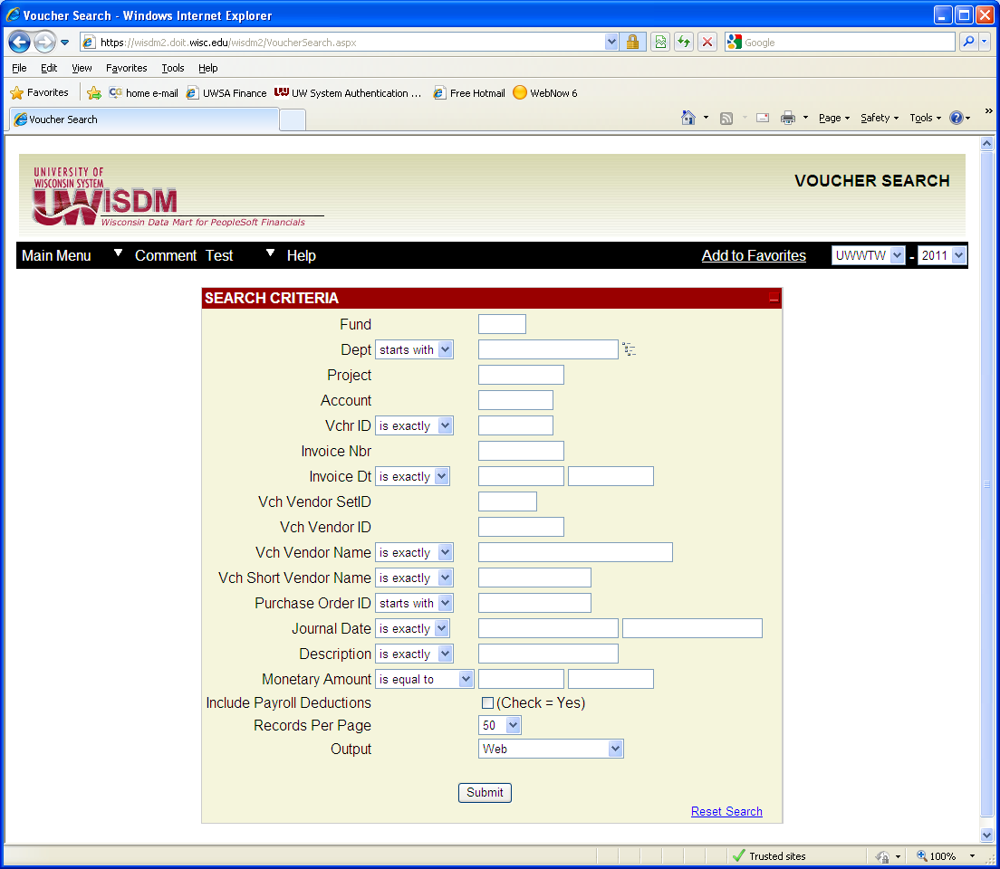 Voucher Search - Windows Internet Explorer
https://wisdm2.doit.wisc.edu/wisdm2/VoucherSearch.aspx
Google
File Edit View Favorites Tools Help
Favorites home e-mail UWSA Finance UW System Authentication ... Free Hotmail WebNow 6
Voucher Search
Page Safety Tools
UNIVERSITY OF
WISCONSIN SYSTEM
UWISDM
Wisconsin Data Mart for PeopleSoft Financials
VOUCHER SEARCH
Main Menu Comment Test Help Add to Favorites UWWTW - 2011
SEARCH CRITERIA
Fund
Dept starts with
Project
Account
Vchr ID is exactly
Invoice Nbr
Invoice Dt is exactly
Vch Vendor SetID
Vch Vendor ID
Vch Vendor Name is exactly
Vch Short Vendor Name is exactly
Purchase Order ID starts with
Journal Date is exactly
Description is exactly
Monetary Amount is equal to
Include Payroll Deductions (Check = Yes)
Records Per Page 50
Output Web
Submit
Reset Search
Trusted sites 100%